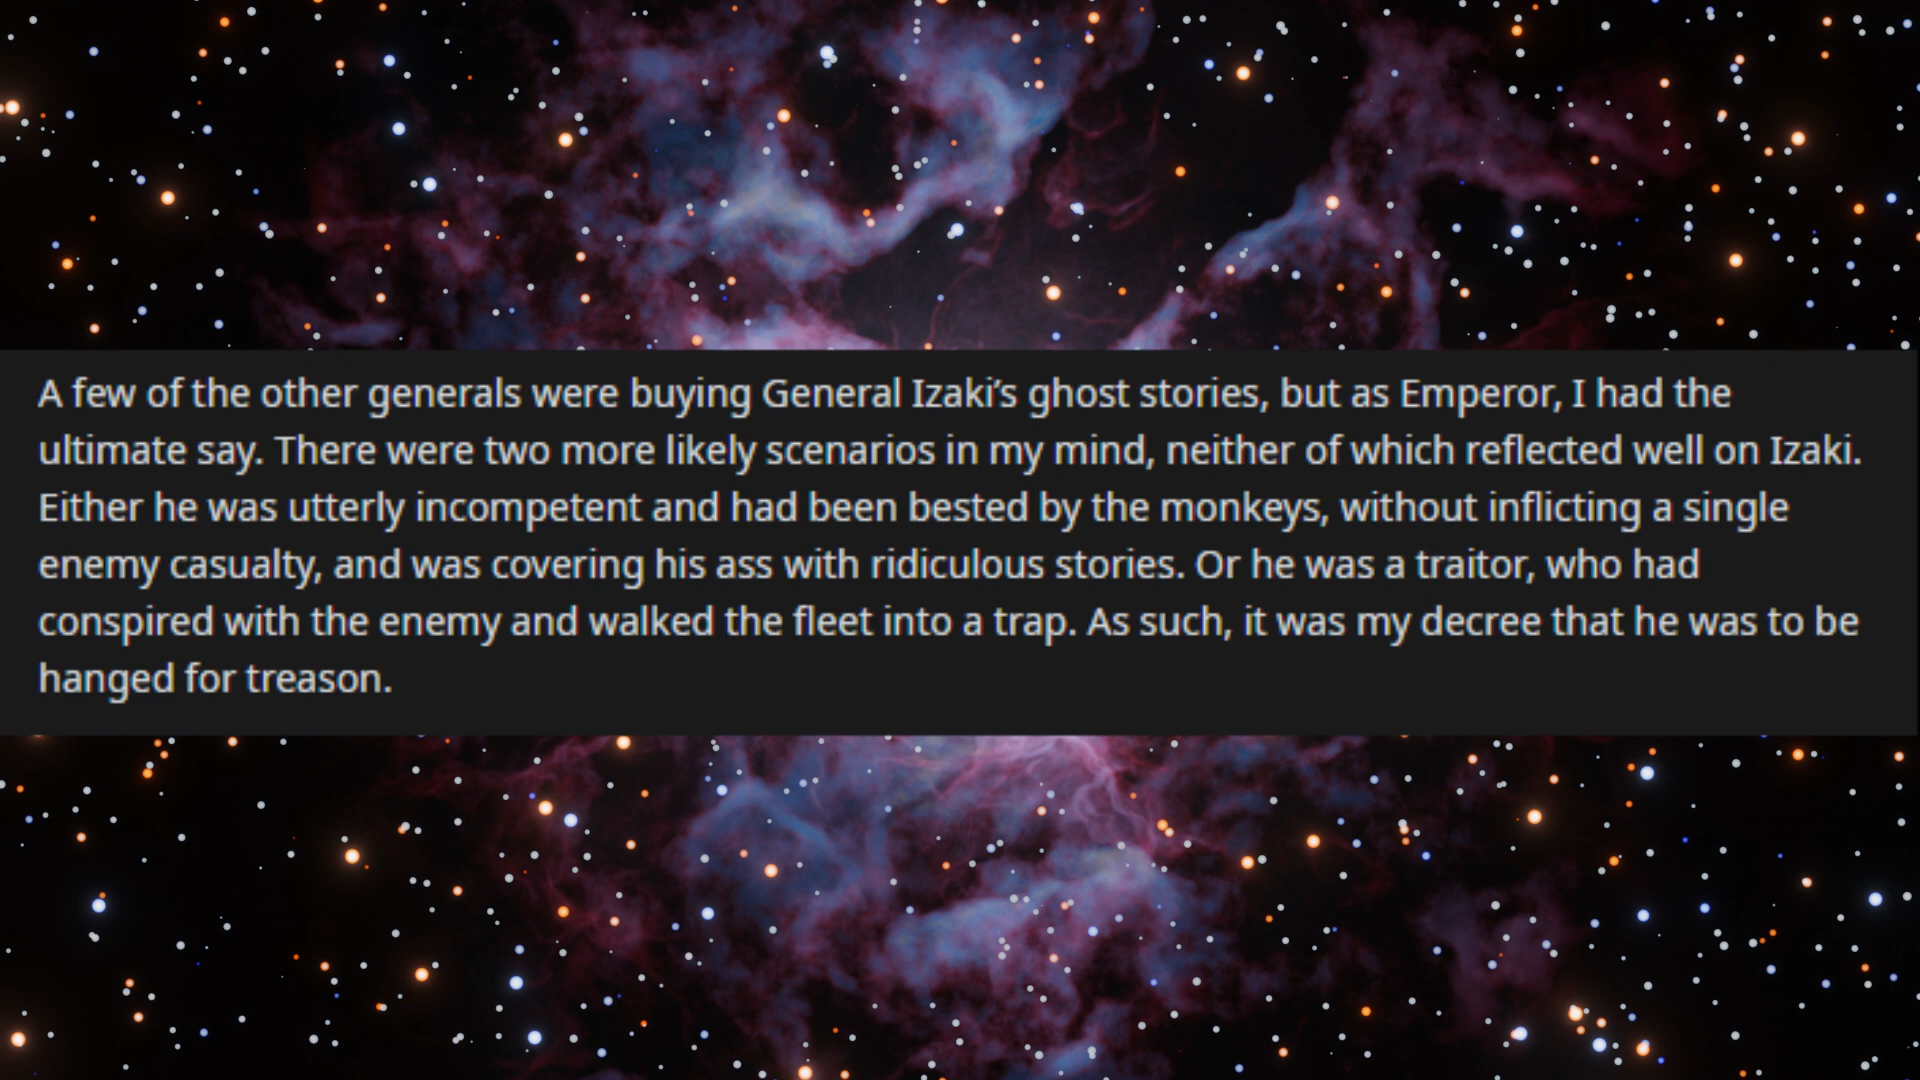 A few of the other generals were buying General Izaki’s ghost stories, but as Emperor, I had the
ultimate say. There were two more likely scenarios in my mind, neither of which reflected well on Izaki.
Either he was utterly incompetent and had been bested by the monkeys, without inflicting a single
enemy casualty, and was covering his ass with ridiculous stories. Or he was a traitor, who had
conspired with the enemy and walked the fleet into a trap. As such, it was my decree that he was to be
hanged for treason.